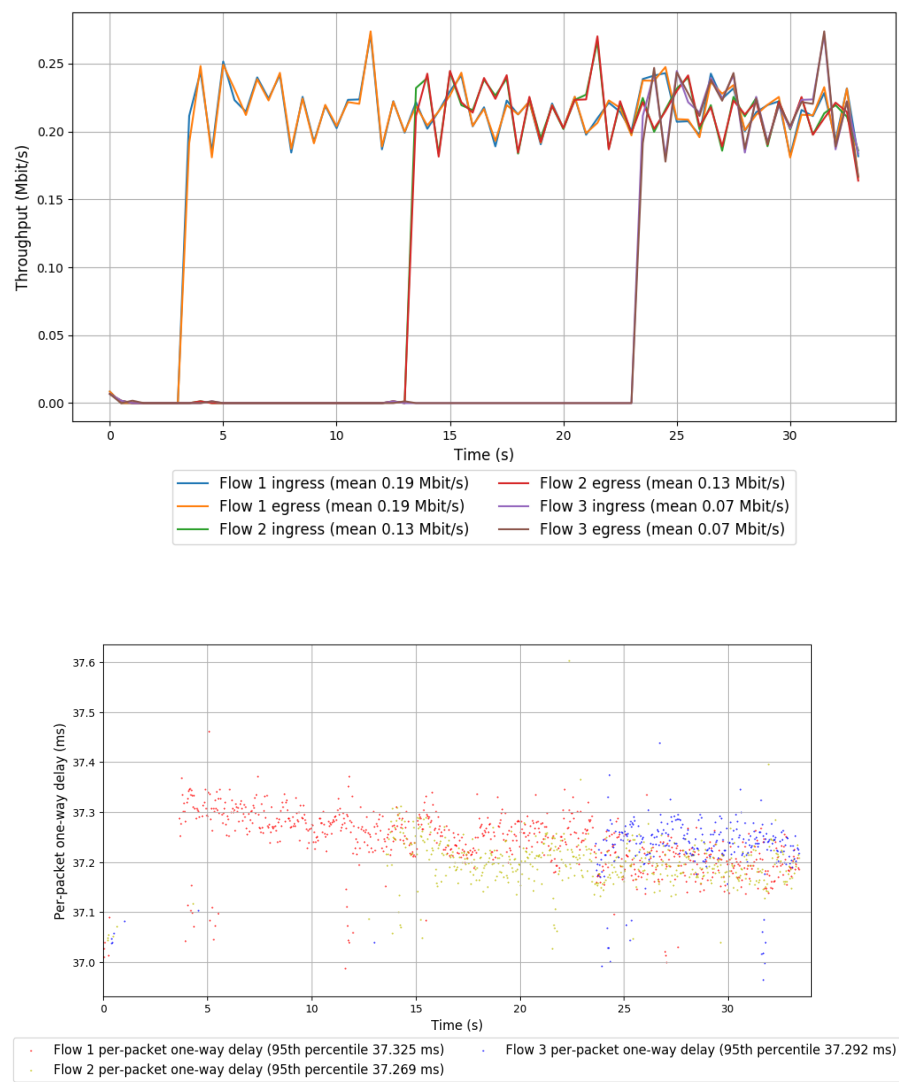 Throughput (Mbit/s)
0.25
0.20
0.15
0.10
0.05
0.00
0 5 10 15 20 25 30
Time (s)
Flow 1 ingress (mean 0.19 Mbit/s) Flow 2 egress (mean 0.13 Mbit/s)
Flow 1 egress (mean 0.19 Mbit/s) Flow 3 ingress (mean 0.07 Mbit/s)
Flow 2 ingress (mean 0.13 Mbit/s) Flow 3 egress (mean 0.07 Mbit/s)
Per-packet one-way delay (ms)
37.6
37.5
37.4
37.3
37.2
37.1
37.0
0 5 10 15 20 25 30
Time (s)
Flow 1 per-packet one-way delay (95th percentile 37.325 ms) Flow 3 per-packet one-way delay (95th percentile 37.292 ms)
Flow 2 per-packet one-way delay (95th percentile 37.269 ms)